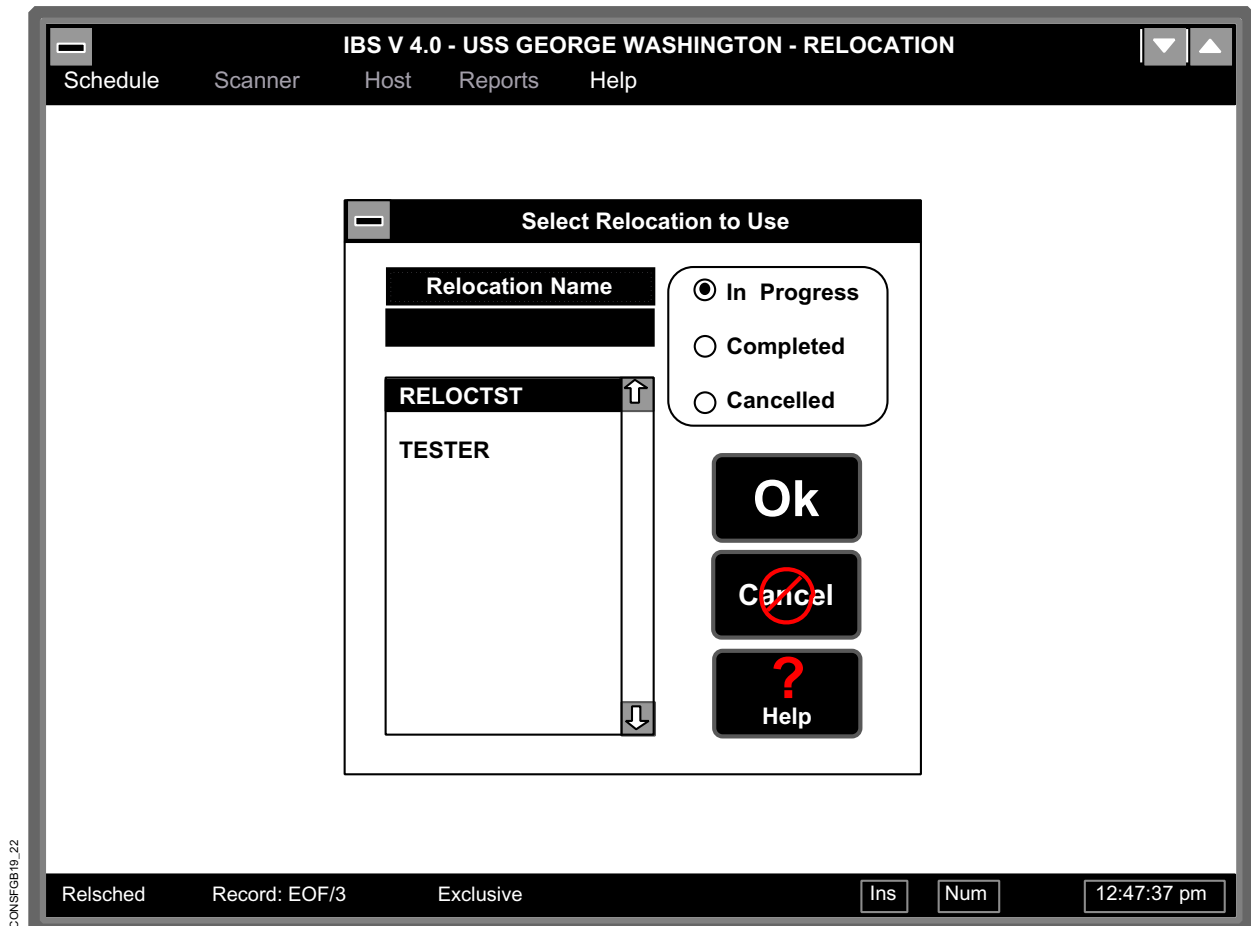 IBS V 4.0 - USS GEORGE WASHINGTON - RELOCATION
Schedule Scanner Host Reports Help
Select Relocation to Use
Relocation Name
In Progress
Completed
Cancelled
RELOCTST
TESTER
Ok
Cancel
?
Help
Relsched Record: EOF/3 Exclusive Ins Num 12:47:37 pm
CONSFGB19_22